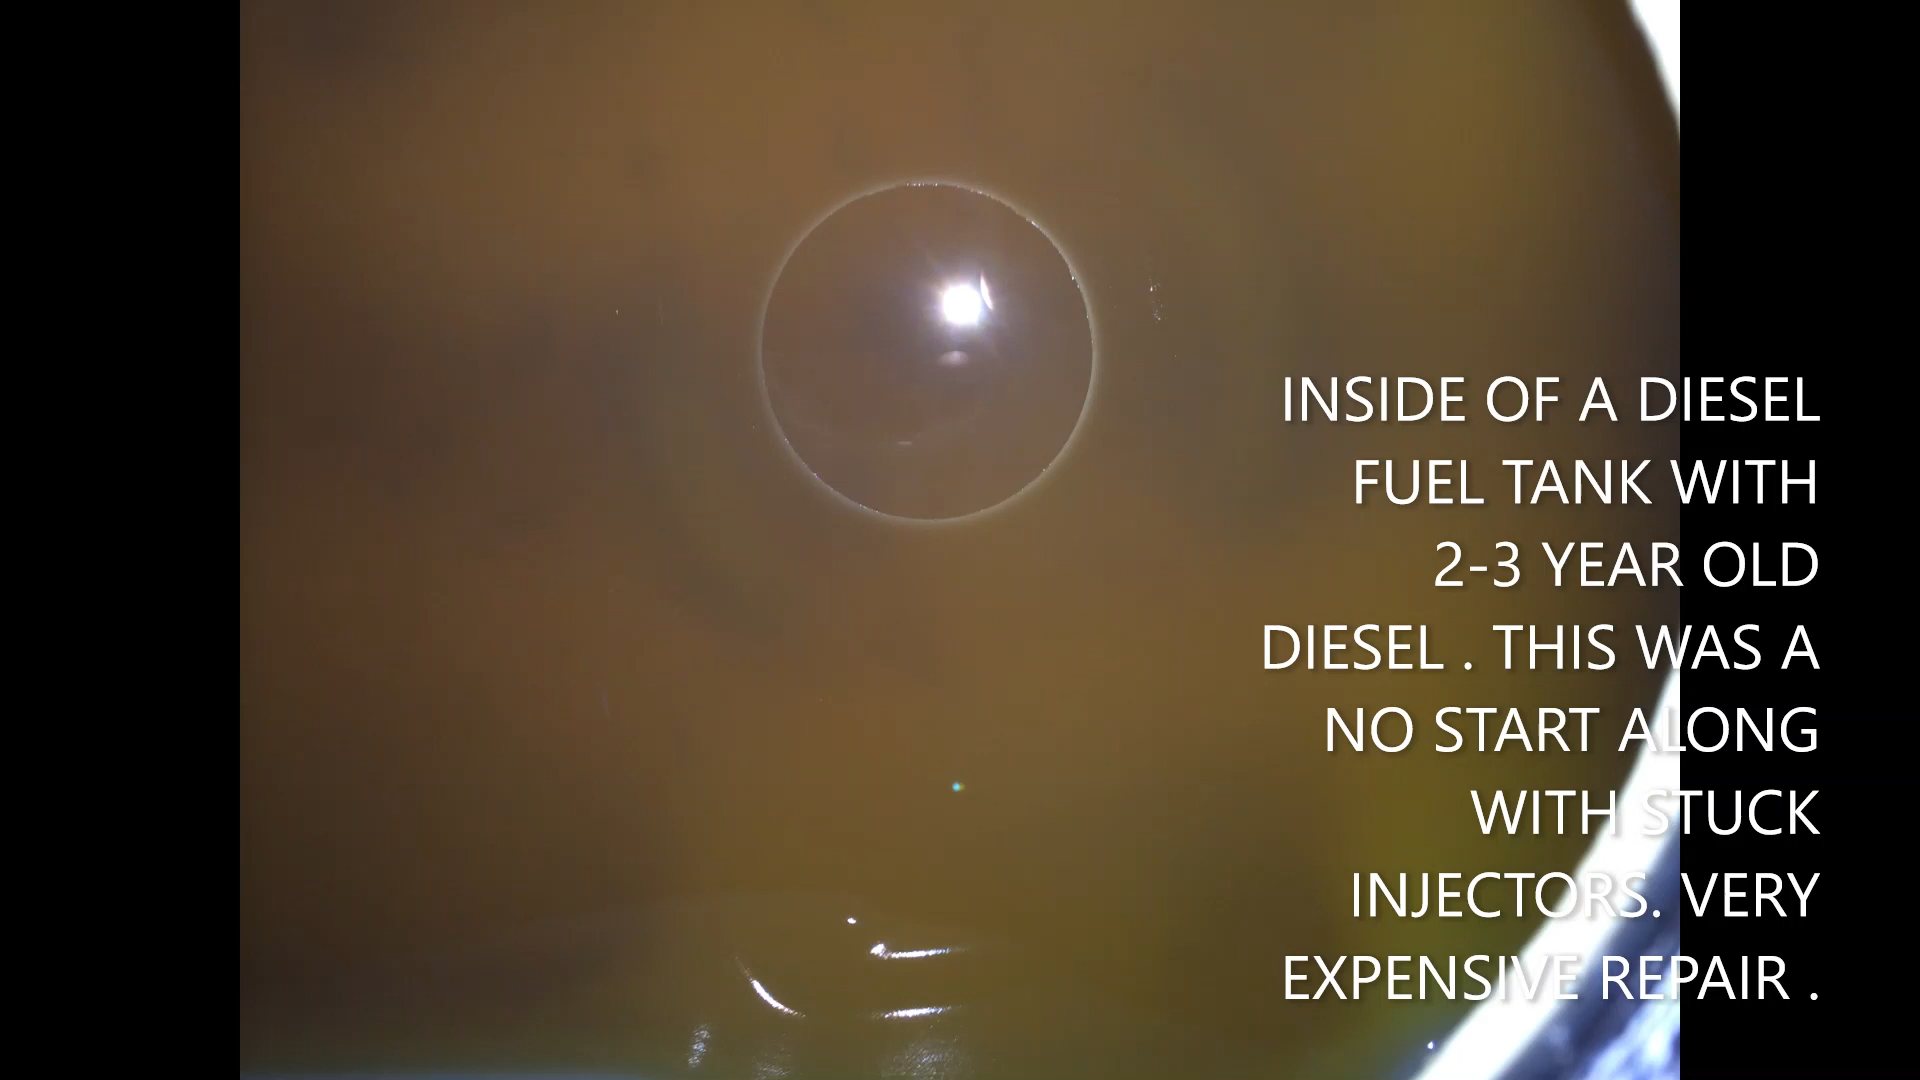 INSIDE OF A DIESEL
FUEL TANK WITH
2-3 YEAR OLD
DIESEL . THIS WAS A
NO START ALONG
WITH STUCK
INJECTORS. VERY
EXPENSIVE REPAIR .